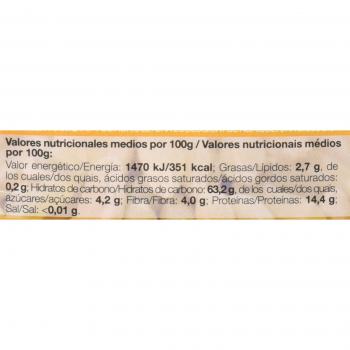 Valores nutricionales medios por 100g / Valores nutricionais médios
por 100g:
Valor energético/Energia: 1470 kJ/351 kcal; Grasas/Lípidos: 2,7 g, de
los cuales/dos quais, ácidos grasos saturados/ácidos gordos saturados:
0,2 g; Hidratos de carbono/Hidratos de carbono: 63,2 g, de los cuales/dos quais,
azúcares/açúcares: 4,2 g; Fibra/Fibra: 4,0 g; Proteínas/Proteínas: 14,4 g;
Sal/Sal: <0,01 g.